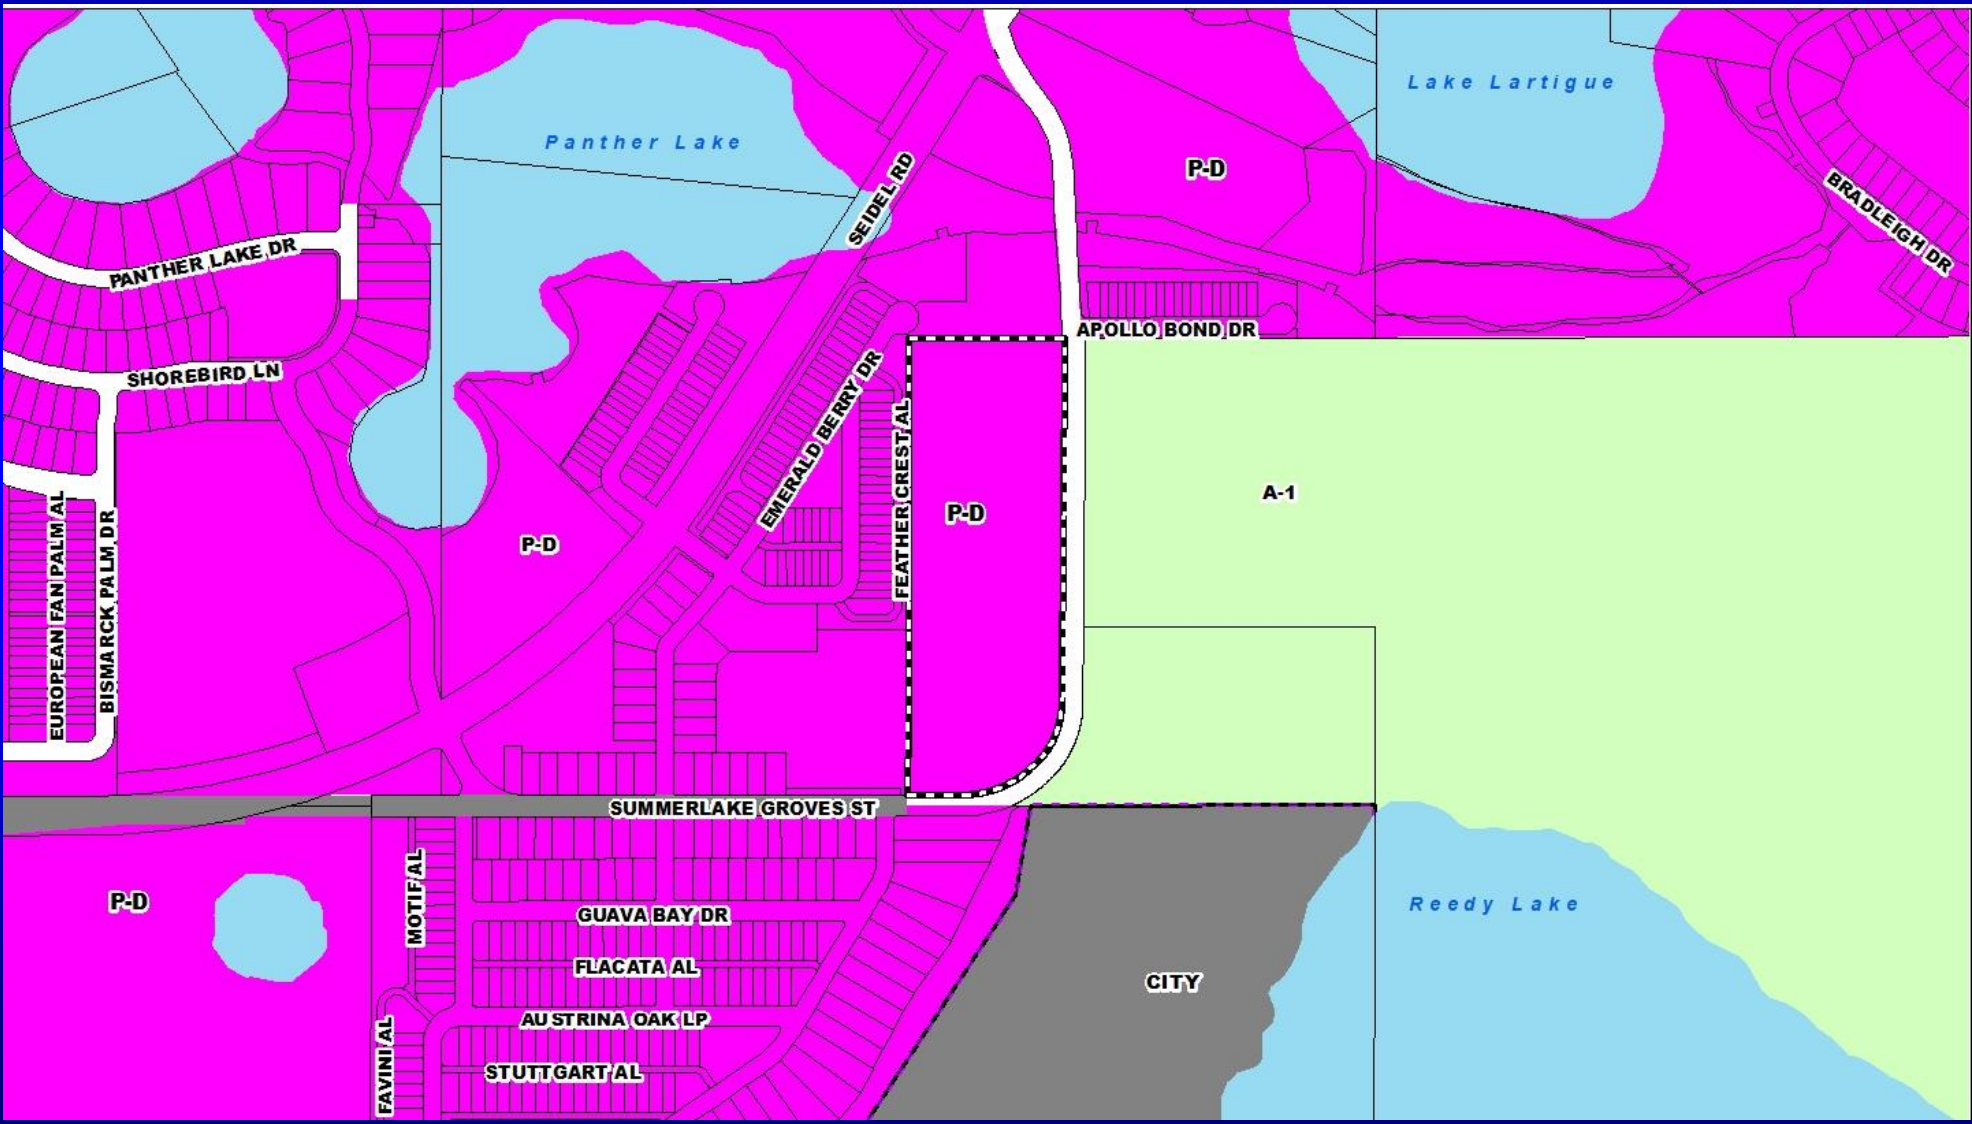 Lake Lartigue
Panther Lake
P-D
SEIDEL RD
BRADLEIGH DR
PANTHER LAKE DR
APOLLO BOND DR
SHOREBIRD LN
EMERALD BERRY DR
FEATHER CREST AL
A-1
P-D
P-D
EUROPEAN FAN PALM AL
BISMARCK PALM DR
SUMMERLAKE GROVES ST
MOTIF AL
P-D
Reedy Lake
GUAVA BAY DR
FLACATA AL
CITY
AUSTRINA OAK LP
FAVINI AL
STUTTGART AL